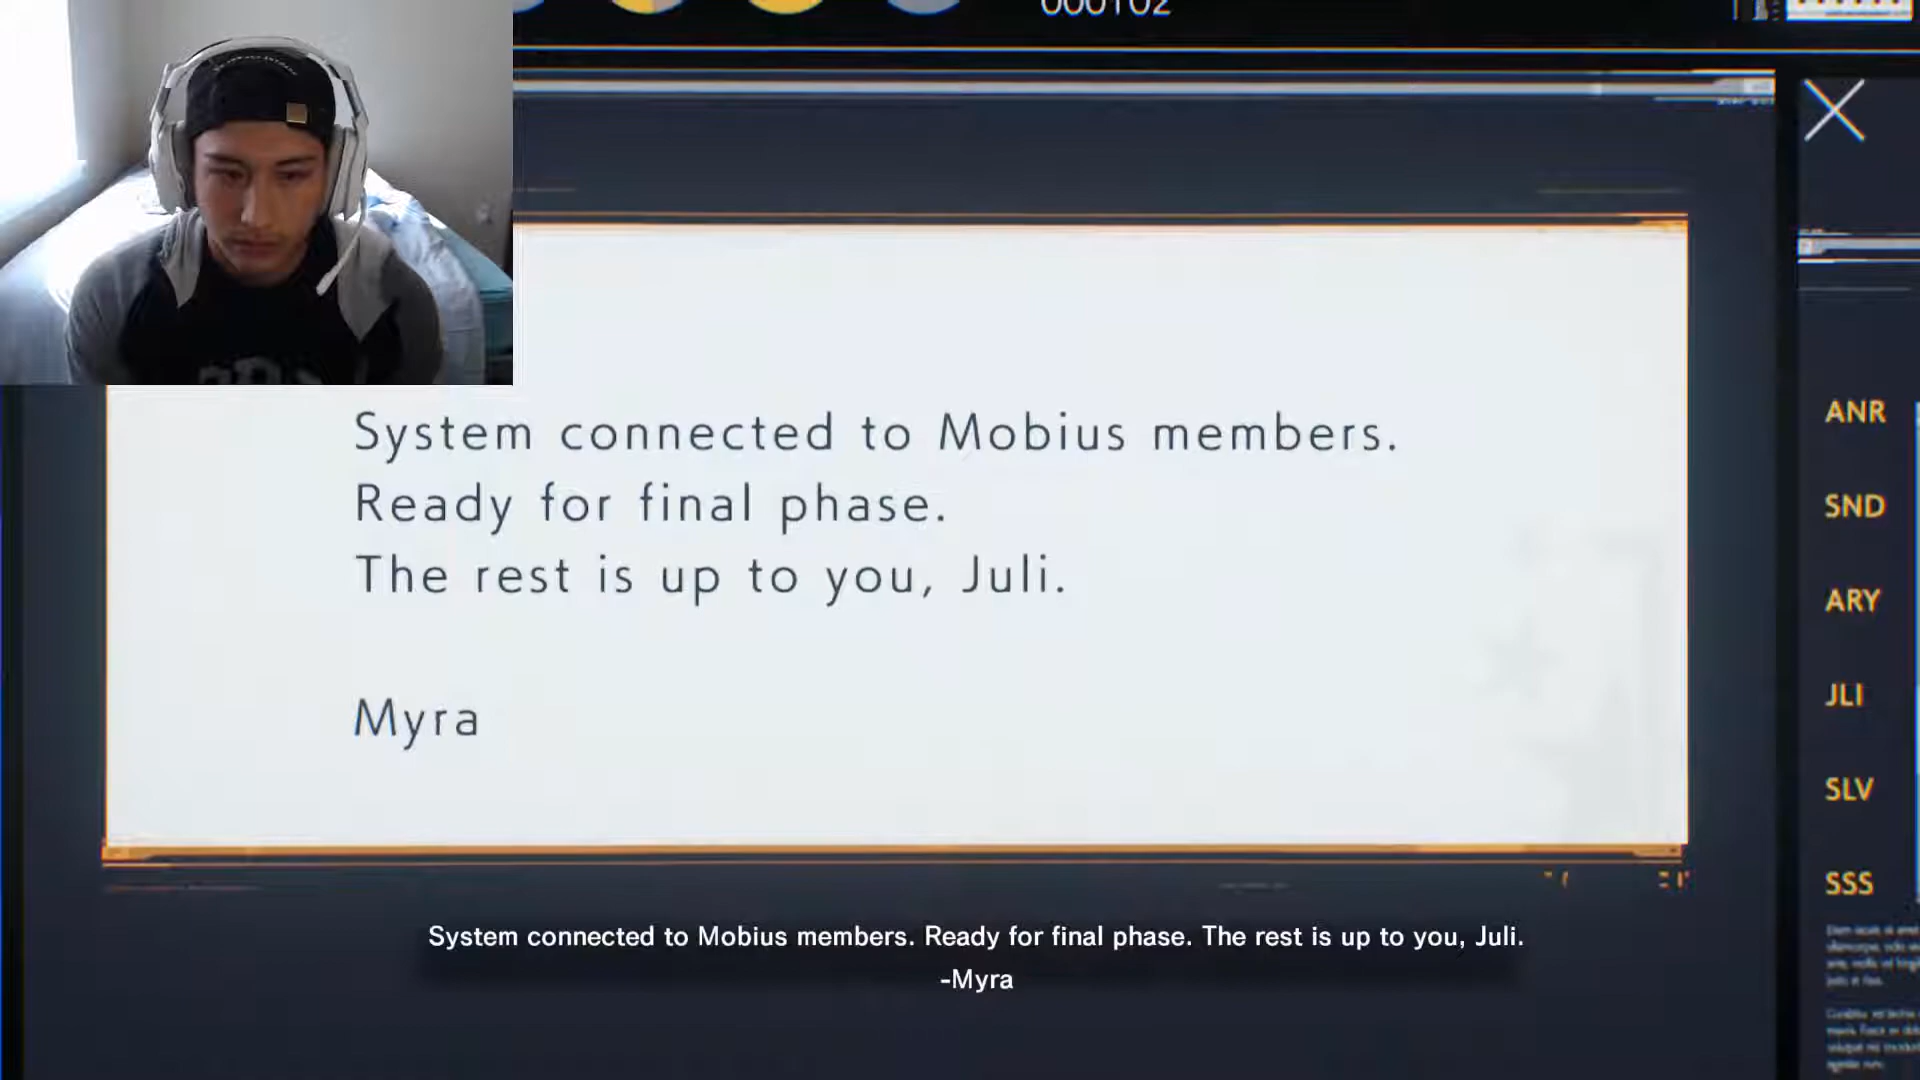 000102
System connected to Mobius members.
Ready for final phase.
The rest is up to you, Juli.
Myra
ANR
SND
ARY
JLI
SLV
SSS
System connected to Mobius members. Ready for final phase. The rest is up to you, Juli.
-Myra